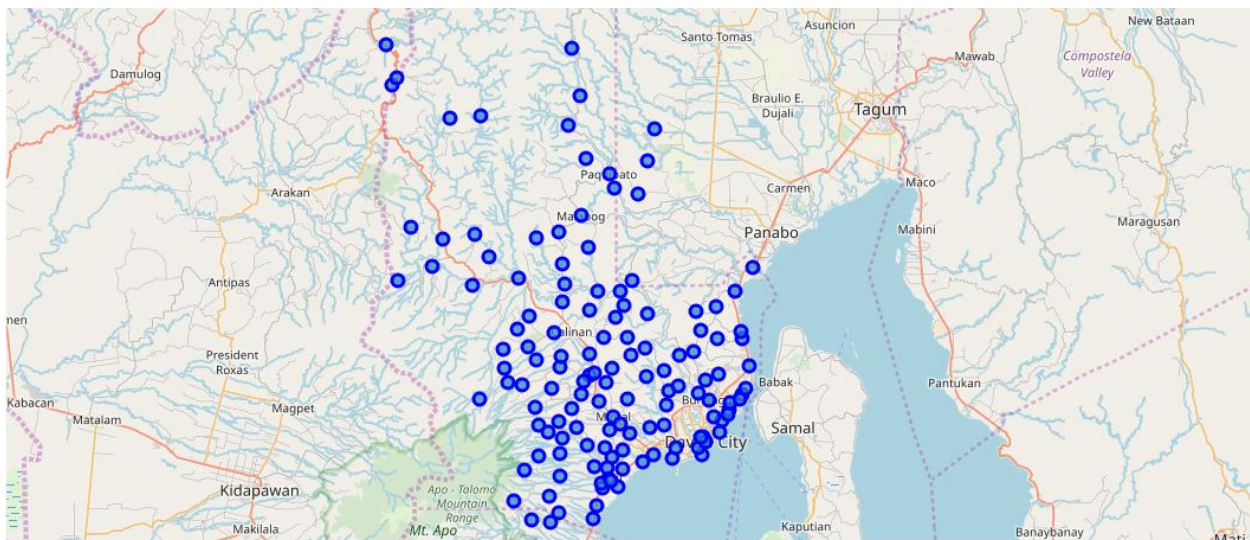 New Bataan
Asuncion
Santo Tomas
Mawab
Compostela
Valley
Damulog
Braulio E.
Dujali
Tagum
Arakan
Carmen
Maco
Maragusan
Mabini
Panabo
Antipas
President
Roxas
Babak
Pantukan
Kabacan
Matalam
Magpet
Samal
City
Kidapawan
Apo - Talomo
Mountain
Range
Mt. Apo
Makilala
Kaputian
Banaybanay